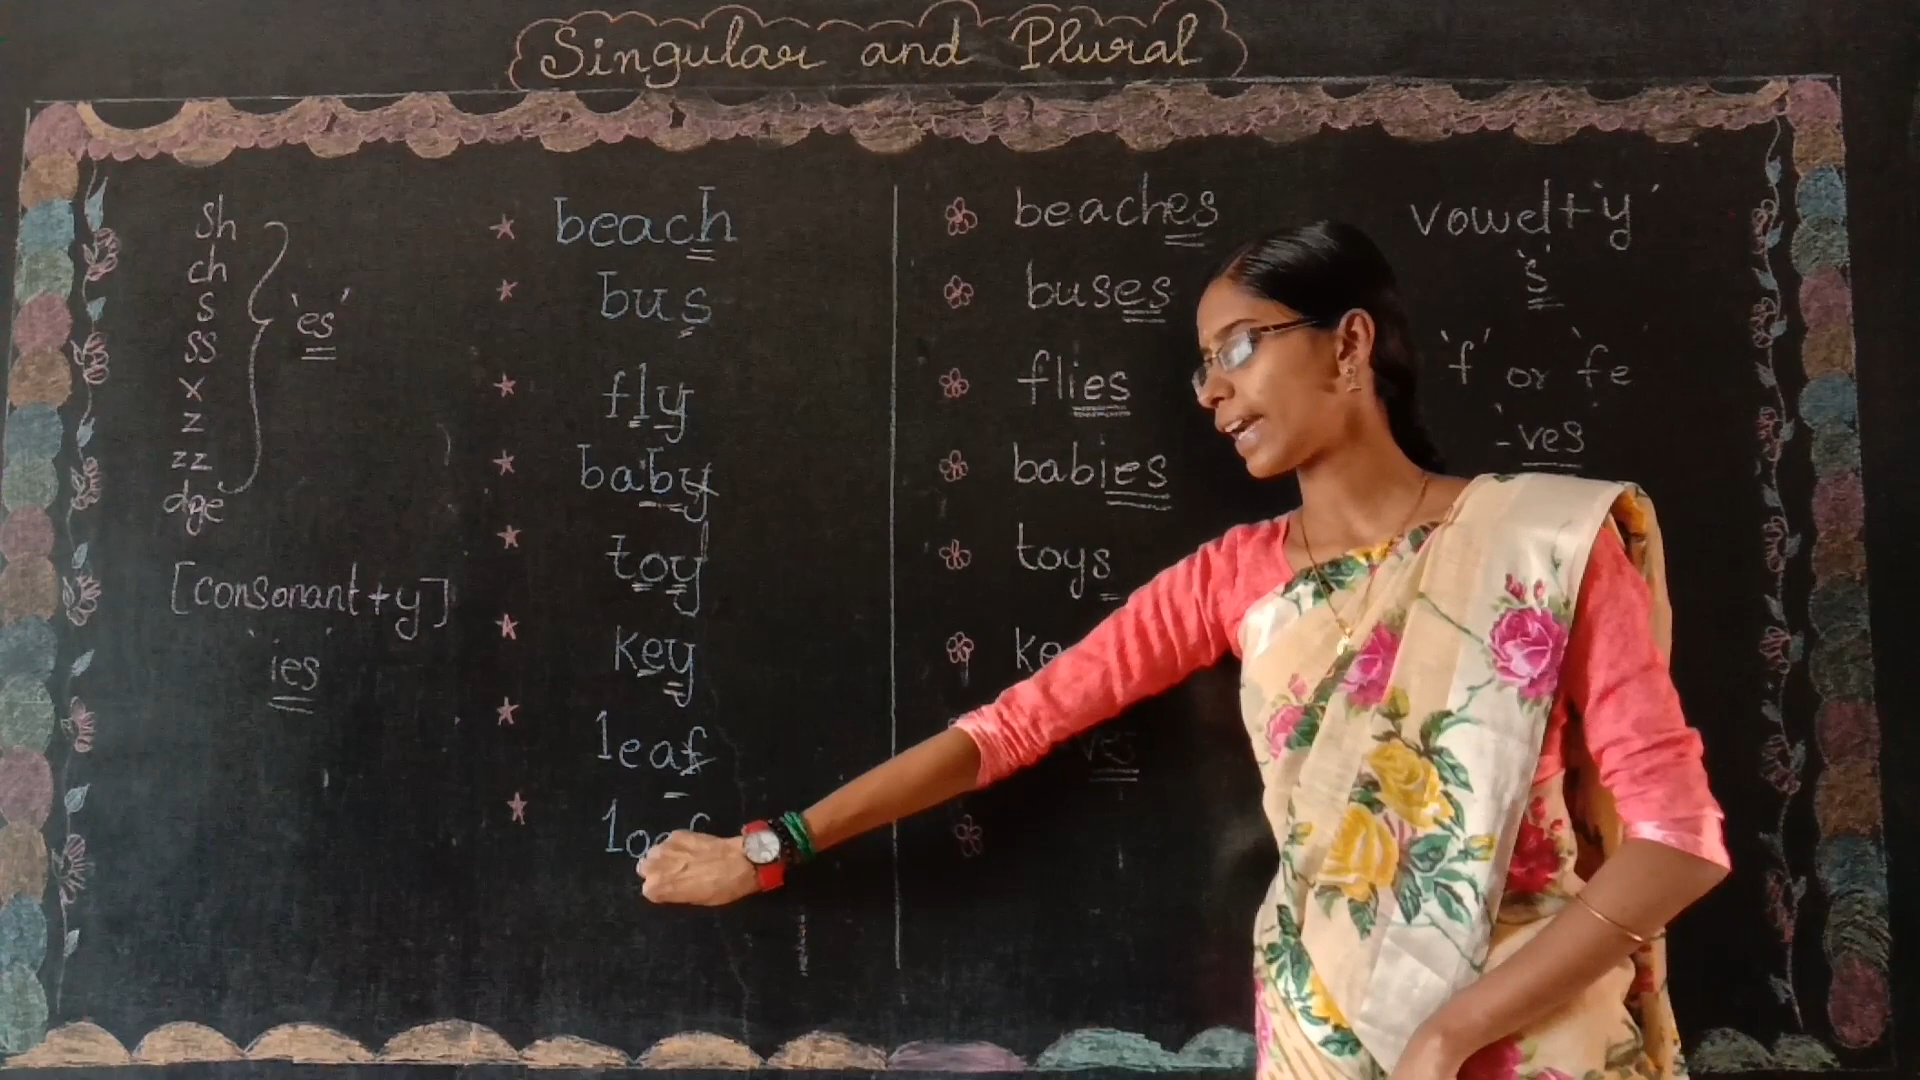 Singular and Plural
sh
ch
s
ss
x
z
zz
dge
'es'
[consonant+y]
ies
beach
bus
fly
baby
toy
key
leaf
beaches
buses
flies
babies
toys
vowel+'y'
's'
'f' or 'fe'
-ves